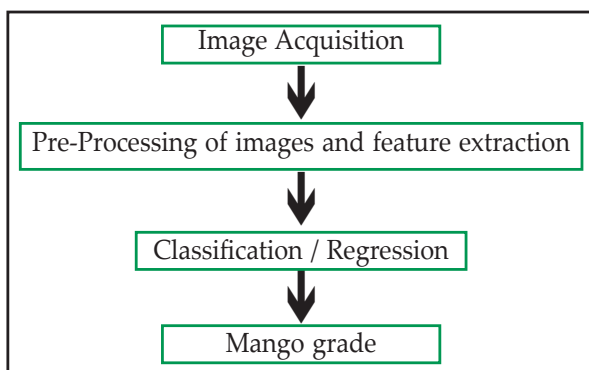 Image Acquisition
Pre-Processing of images and feature extraction
Classification / Regression
Mango grade